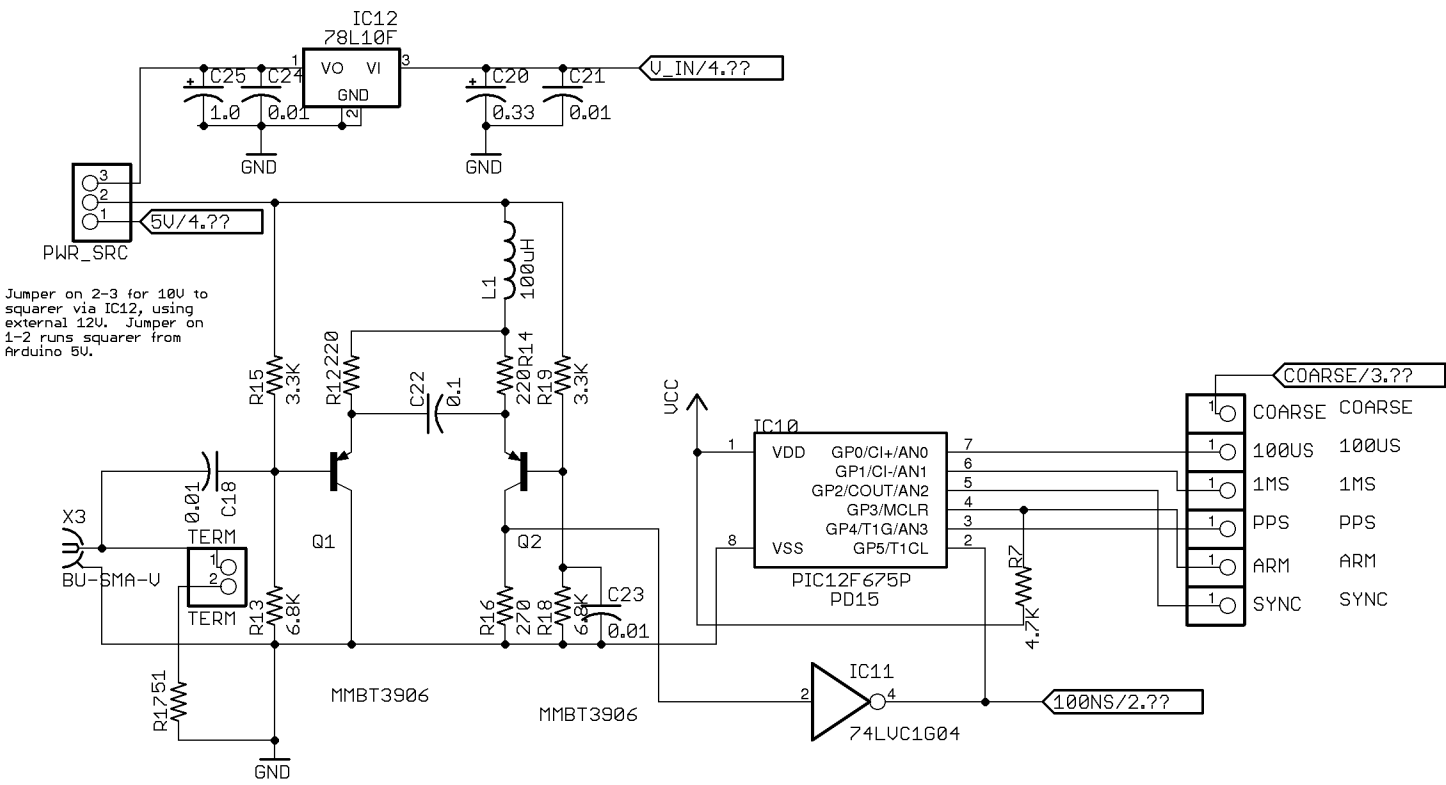 IC12
78L10F
1
VO
VI
3
GND
2
C25
1.0
C24
0.01
C20
0.33
C21
0.01
V_IN/4.??
GND
GND
3
2
1
5V/4.??
PWR_SRC
Jumper on 2-3 for 10V to
squarer via IC12, using
external 12V. Jumper on
1-2 runs squarer from
Arduino 5V.
L1
100uH
R15
3.3K
R12
220
C22
0.1
R14
220
R19
3.3K
C18
0.01
X3
BU-SMA-V
TERM
1
2
TERM
Q1
Q2
R13
6.8K
R16
270
R18
6.8K
C23
0.01
R17
51
MMBT3906
MMBT3906
GND
VCC
IC10
1
VDD
8
VSS
GP0/CI+/AN0
7
GP1/CI-/AN1
6
GP2/COUT/AN2
5
GP3/MCLR
4
GP4/T1G/AN3
3
GP5/T1CL
2
PIC12F675P
PD15
R7
4.7K
IC11
2
4
74LVC1G04
100NS/2.??
COARSE/3.??
1
COARSE
COARSE
1
100US
100US
1
1MS
1MS
1
PPS
PPS
1
ARM
ARM
1
SYNC
SYNC